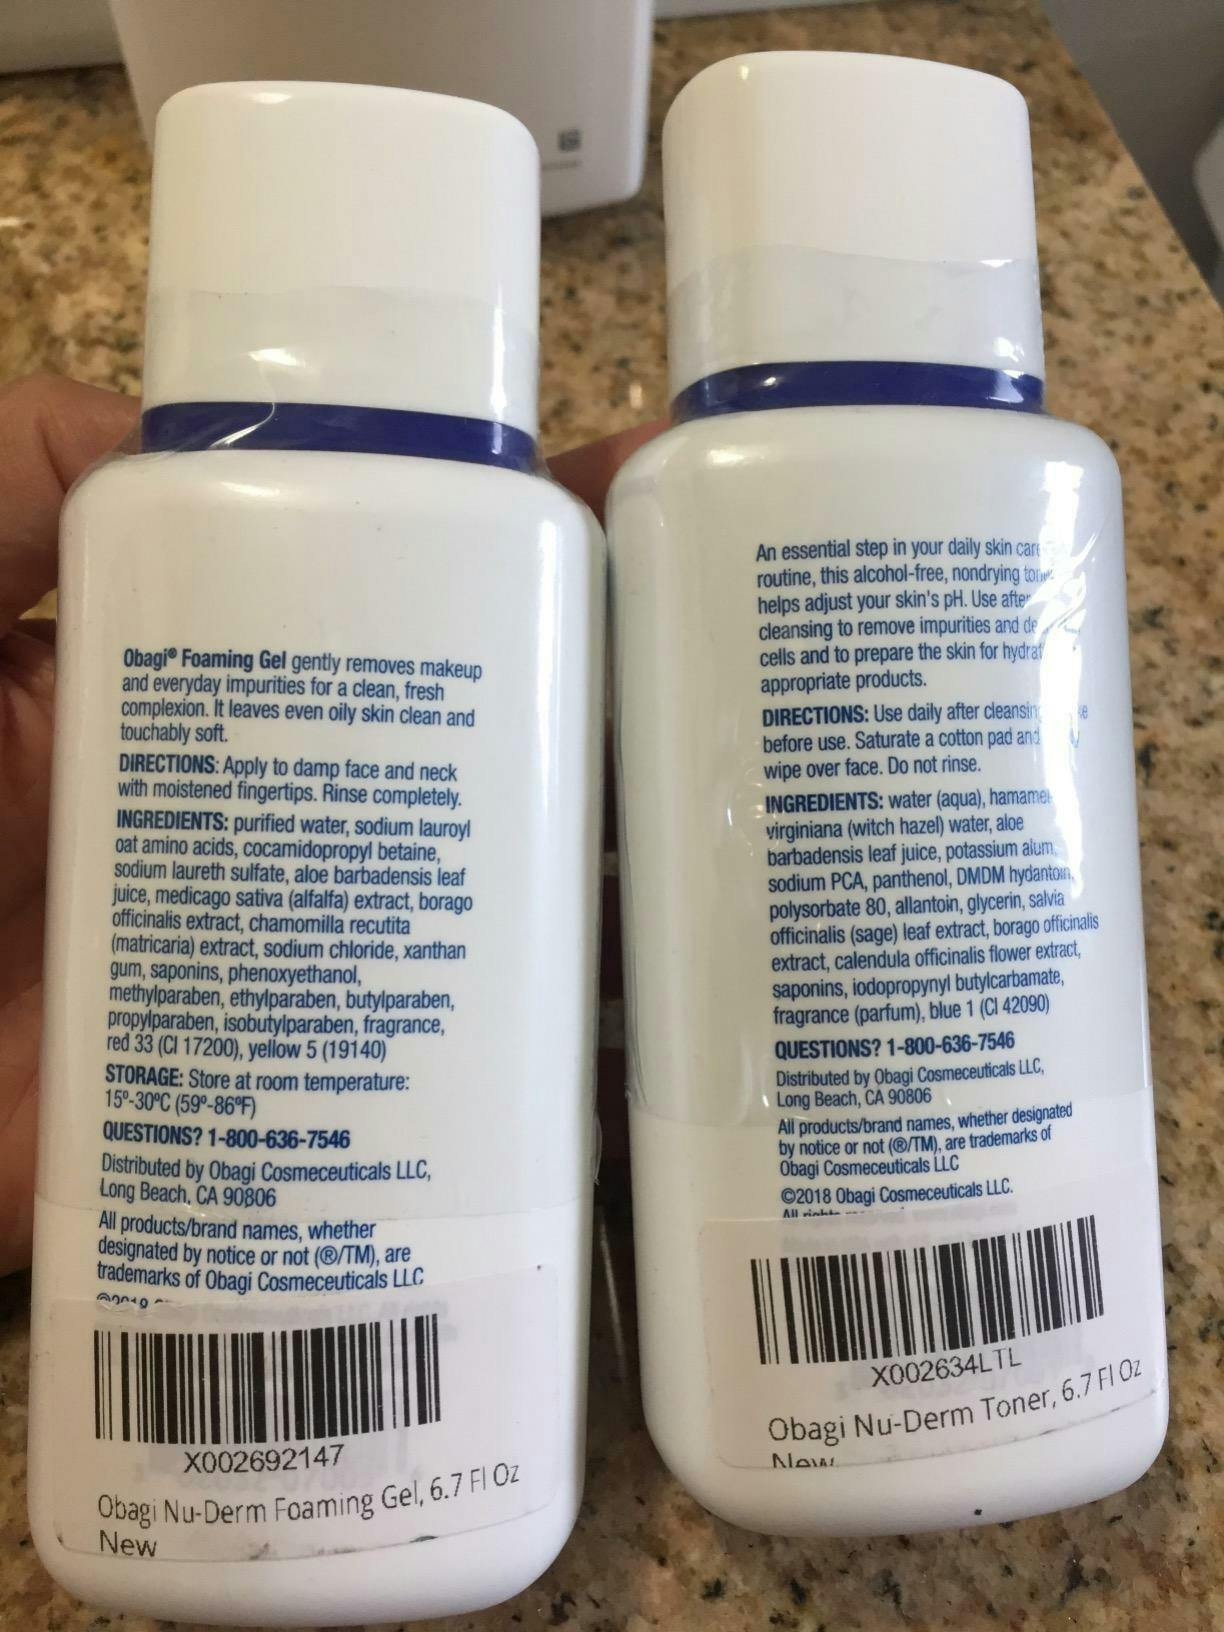 Obagi® Foaming Gel gently removes makeup
and everyday impurities for a clean, fresh
complexion. It leaves even oily skin clean and
touchably soft.
DIRECTIONS: Apply to damp face and neck
with moistened fingertips. Rinse completely.
INGREDIENTS: purified water, sodium lauroyl
oat amino acids, cocamidopropyl betaine,
sodium laureth sulfate, aloe barbadensis leaf
juice, medicago sativa (alfalfa) extract, borago
officinalis extract, chamomilla recutita
(matricaria) extract, sodium chloride, xanthan
gum, saponins, phenoxyethanol,
methylparaben, ethylparaben, butylparaben,
propylparaben, isobutylparaben, fragrance,
red 33 (CI 17200), yellow 5 (19140)
STORAGE: Store at room temperature:
15º-30ºC (59º-86ºF)
QUESTIONS? 1-800-636-7546
Distributed by Obagi Cosmeceuticals LLC,
Long Beach, CA 90806
All products/brand names, whether
designated by notice or not (®/TM), are
trademarks of Obagi Cosmeceuticals LLC
©2018
X002692147
Obagi Nu-Derm Foaming Gel, 6.7 Fl Oz
New
An essential step in your daily skin care
routine, this alcohol-free, nondrying
helps adjust your skin's pH. Use after
cleansing to remove impurities and
cells and to prepare the skin for
appropriate products.
DIRECTIONS: Use daily after
before use. Saturate a cotton pad and
wipe over face. Do not rinse.
INGREDIENTS: water (aqua),
virginiana (witch hazel) water, aloe
barbadensis leaf juice, potassium alum,
sodium PCA, panthenol, DMDM hydantoin,
polysorbate 80, allantoin, glycerin, salvia
officinalis (sage) leaf extract, borago officinalis
extract, calendula officinalis flower extract,
saponins, iodopropynyl butylcarbamate,
fragrance (parfum), blue 1 (CI 42090)
QUESTIONS? 1-800-636-7546
Distributed by Obagi Cosmeceuticals LLC,
Long Beach, CA 90806
All products/brand names, whether designated
by notice or not (®/TM), are trademarks of
Obagi Cosmeceuticals LLC
©2018 Obagi Cosmeceuticals LLC.
All rights
X002634LTL
Obagi Nu-Derm Toner, 6.7 Fl Oz
New